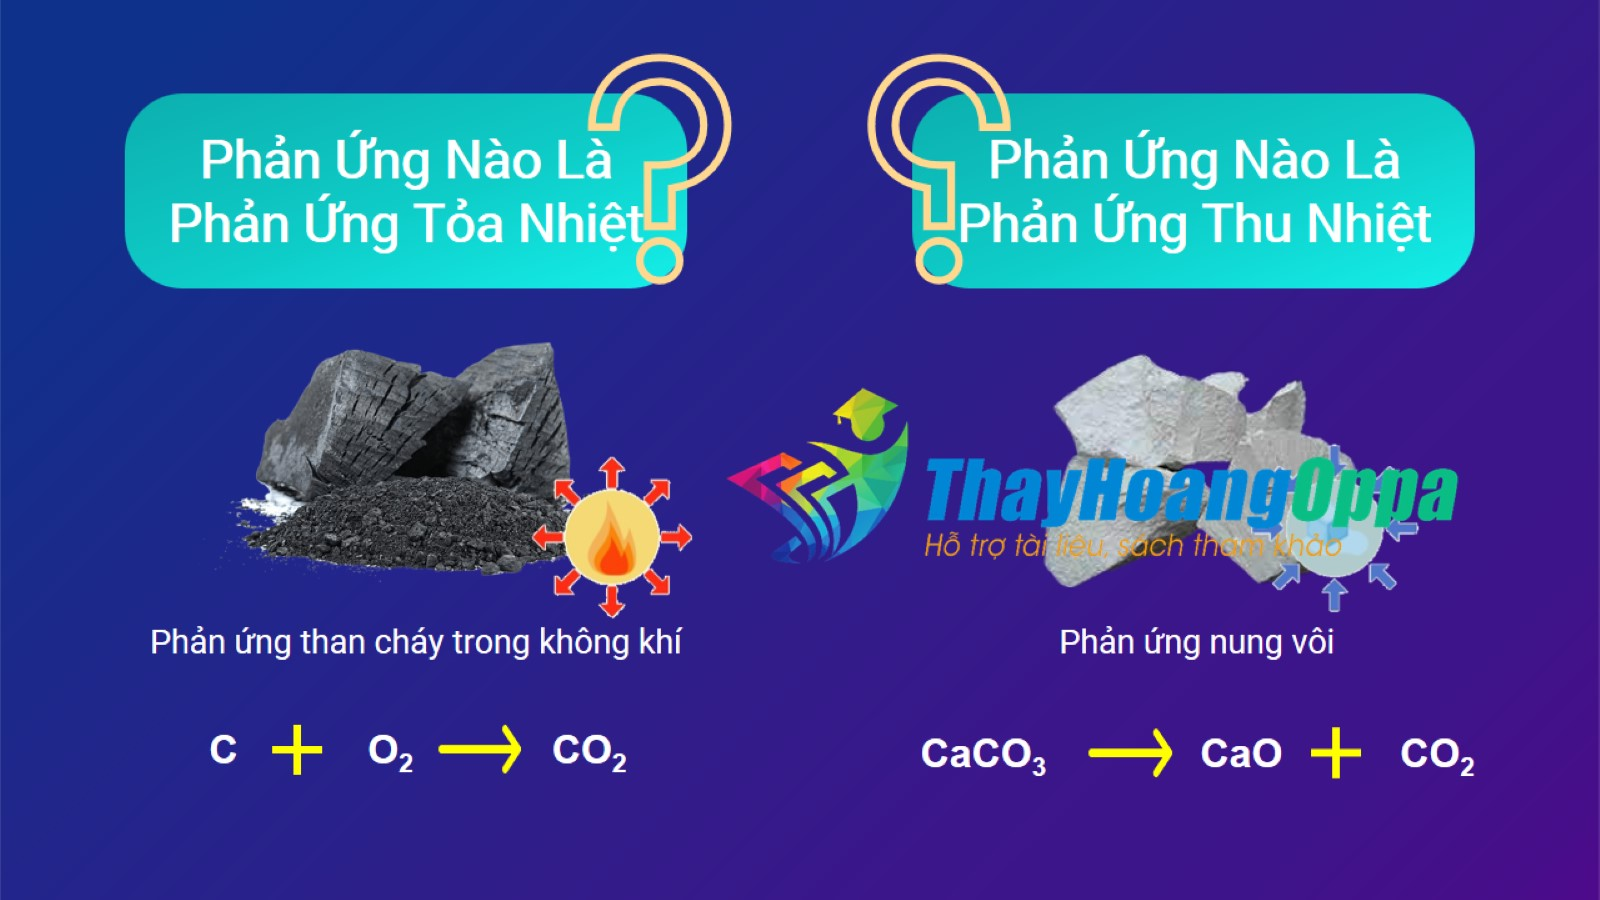 Phản Ứng Nào Là
Phản Ứng Tỏa Nhiệt
Phản Ứng Nào Là
Phản Ứng Thu Nhiệt
ThayHoangOppa
Hỗ trợ tài liệu, sách tham khảo
Phản ứng than cháy trong không khí
Phản ứng nung vôi
C + O₂ → CO₂
CaCO₃ → CaO + CO₂